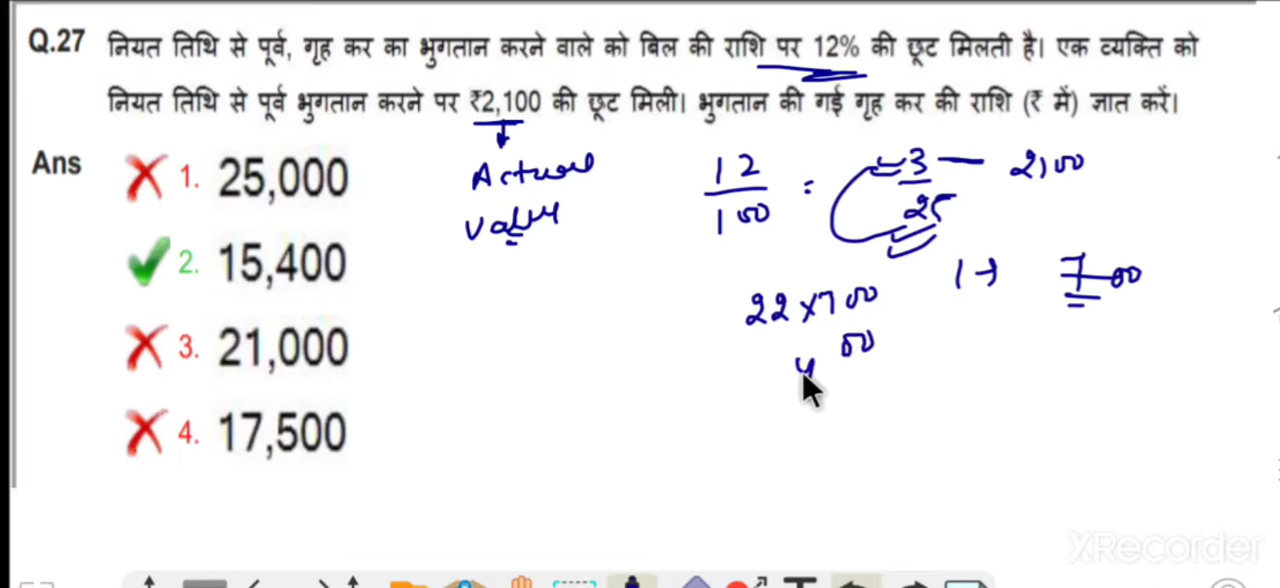 Q.27 नियत तिथि से पूर्व, गृह कर का भुगतान करने वाले को बिल की राशि पर 12% की छूट मिलती है। एक व्यक्ति को
नियत तिथि से पूर्व भुगतान करने पर ₹2,100 की छूट मिली। भुगतान की गई गृह कर की राशि (₹ में) ज्ञात करें।
Ans
1. 25,000
2. 15,400
3. 21,000
4. 17,500
Actual
Value
12/100 = 3/25
2100
1 → 700
22×700
00
4
XRecorder